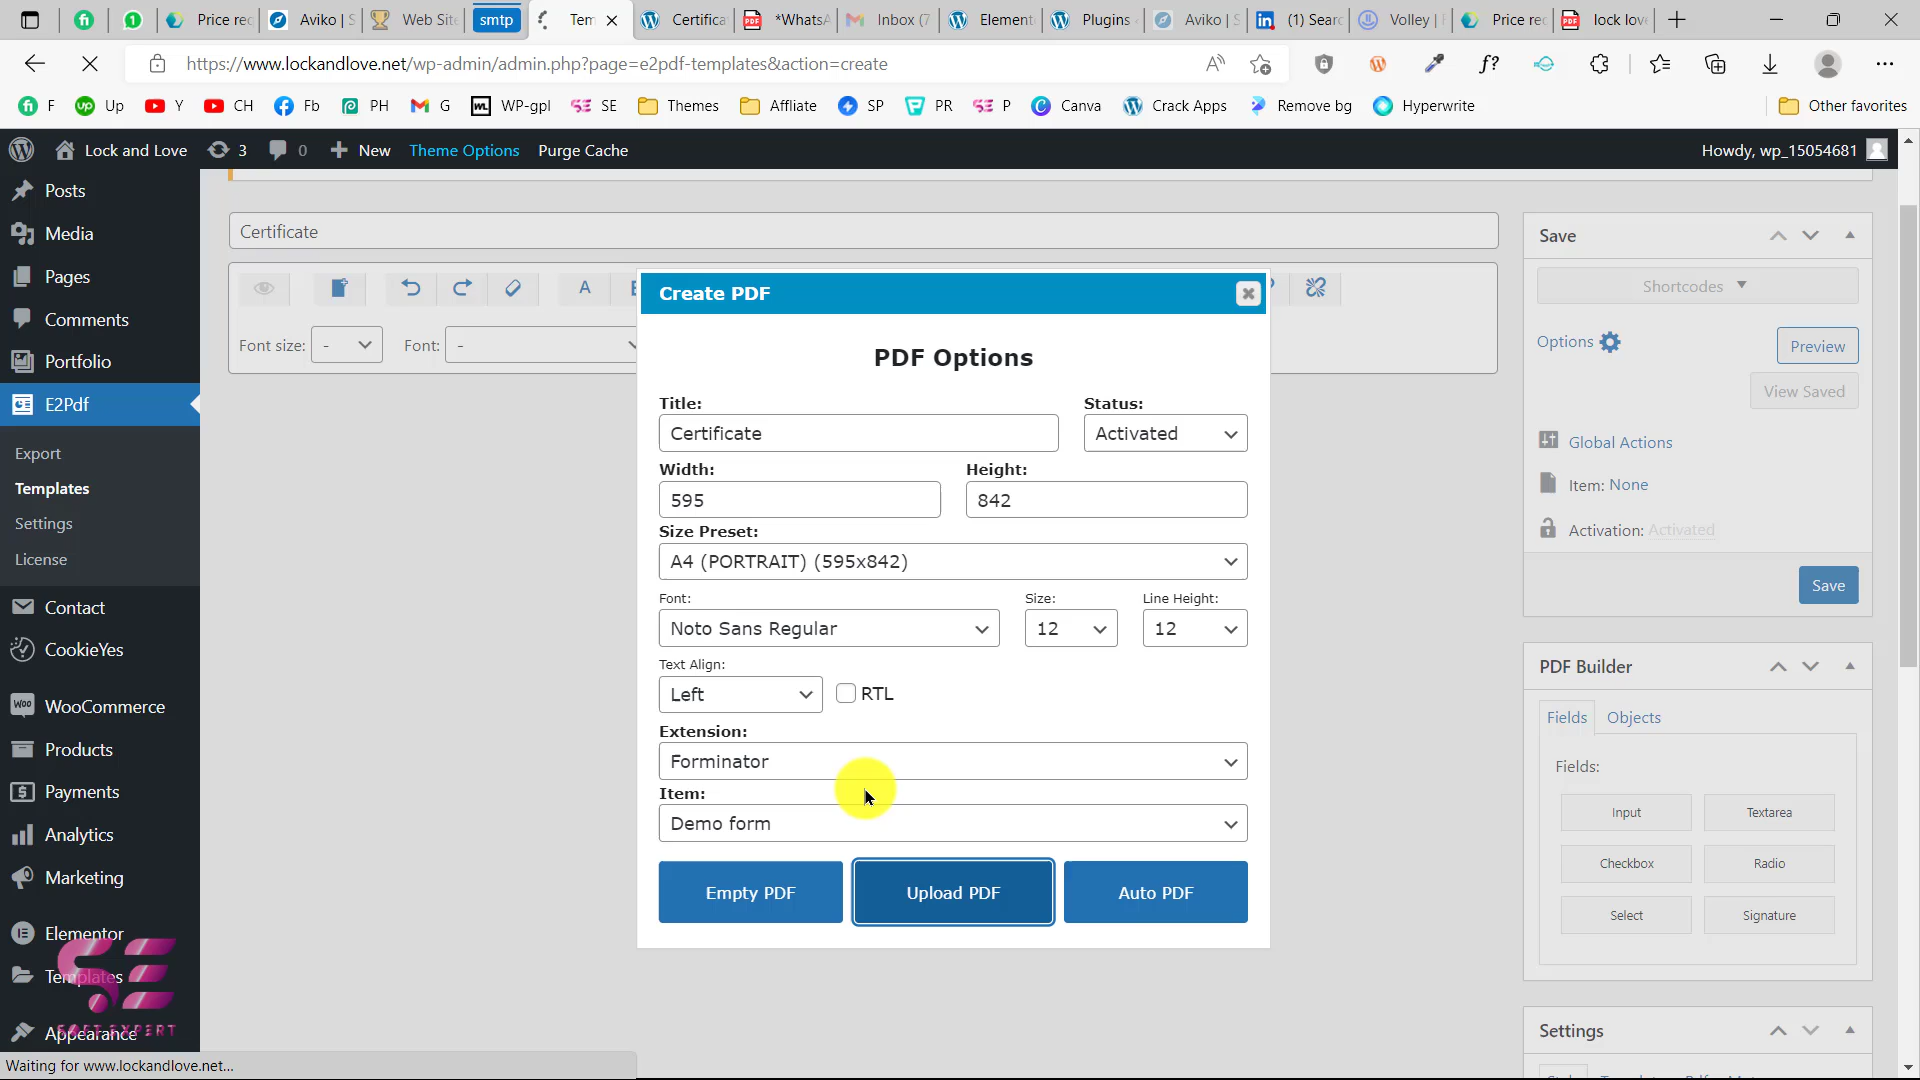 Price rec
Aviko | S
Web Site
smtp
Tem
Certifica
*WhatsA
Inbox (7
Element
Plugins
Aviko | S
(1) Searc
Volley |
Price rec
lock lov
https://www.lockandlove.net/wp-admin/admin.php?page=e2pdf-templates&action=create
F Up Y CH Fb PH G WP-gpl SE Themes Affliate SP PR P Canva Crack Apps Remove bg Hyperwrite Other favorites
Lock and Love 3 0 New Theme Options Purge Cache Howdy, wp_15054681
Posts
Media
Pages
Comments
Portfolio
E2Pdf
Export
Templates
Settings
License
Contact
CookieYes
WooCommerce
Products
Payments
Analytics
Marketing
Elementor
Templates
Appearance
SE
SOFT EXPERT
Waiting for www.lockandlove.net...
Certificate
A
Font size: - Font: -
Create PDF
PDF Options
Title: Status:
Certificate Activated
Width: Height:
595 842
Size Preset:
A4 (PORTRAIT) (595x842)
Font: Size: Line Height:
Noto Sans Regular 12 12
Text Align:
Left RTL
Extension:
Forminator
Item:
Demo form
Empty PDF Upload PDF Auto PDF
Save
Shortcodes
Options Preview
View Saved
Global Actions
Item: None
Activation: Activated
Save
PDF Builder
Fields Objects
Fields:
Input Textarea
Checkbox Radio
Select Signature
Settings